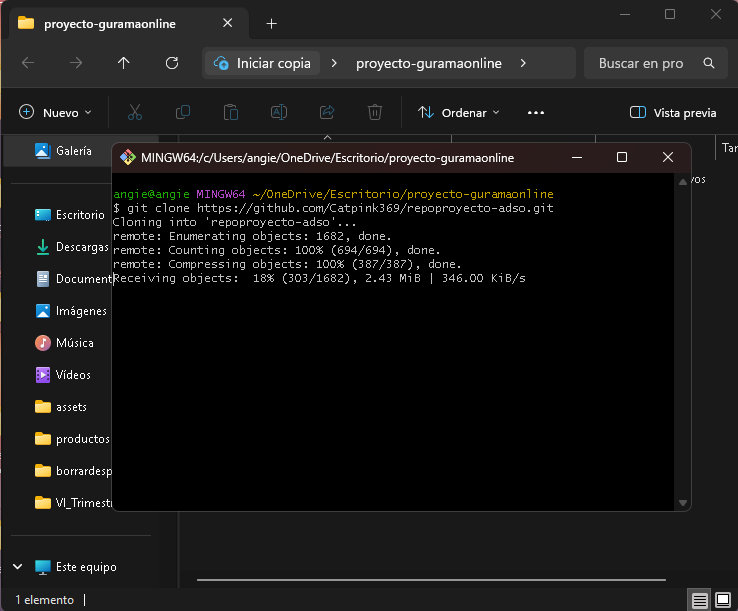 proyecto-guramaonline
Iniciar copia
proyecto-guramaonline
Buscar en pro
Nuevo
Ordenar
Vista previa
Galería
Escritorio
Descargas
Document
Imágenes
Música
Vídeos
assets
productos
borrardesp
VI_Trimest
Este equipo
Tar
vos
MINGW64:/c/Users/angie/OneDrive/Escritorio/proyecto-guramaonline
angie@angie MINGW64 ~/OneDrive/Escritorio/proyecto-guramaonline
$ git clone https://github.com/Catpink369/repoproyecto-adso.git
Cloning into 'repoproyecto-adso'...
remote: Enumerating objects: 1682, done.
remote: Counting objects: 100% (694/694), done.
remote: Compressing objects: 100% (387/387), done.
Receiving objects:  18% (303/1682), 2.43 MiB | 346.00 KiB/s
1 elemento